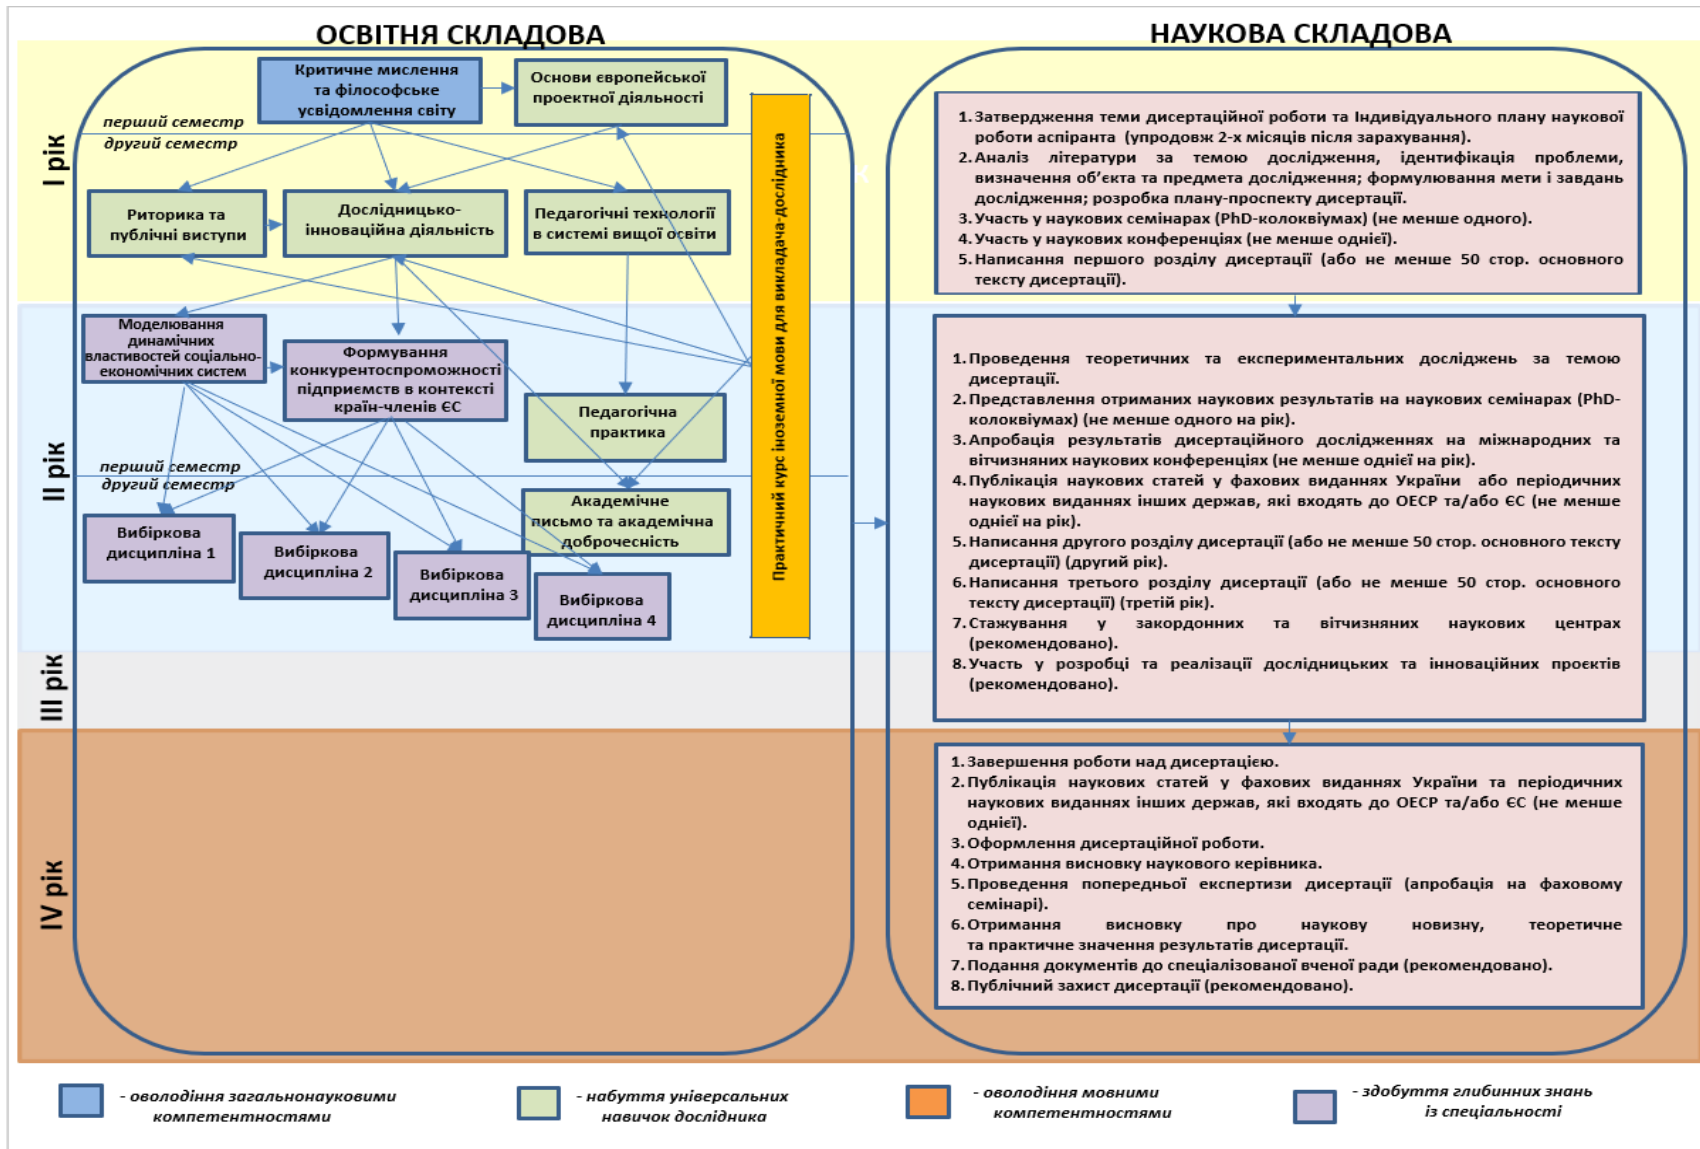 ОСВІТНЯ СКЛАДОВА
НАУКОВА СКЛАДОВА
I рік
Критичне мислення
та філософське
усвідомлення світу
Основи європейської
проектної діяльності
перший семестр
другий семестр
Риторика та
публічні виступи
Дослідницько-
інноваційна діяльність
Педагогічні технології
в системі вищої освіти
Практичний курс іноземної мови для викладача-дослідника
II рік
Моделювання
динамічних
властивостей соціально-
економічних систем
Формування
конкурентоспроможності
підприємств в контексті
країн-членів ЄС
Педагогічна
практика
перший семестр
другий семестр
Академічне
письмо та академічна
доброчесність
Вибіркова
дисципліна 1
Вибіркова
дисципліна 2
Вибіркова
дисципліна 3
Вибіркова
дисципліна 4
III рік
IV рік
1. Затвердження теми дисертаційної роботи та Індивідуального плану наукової
роботи аспіранта (упродовж 2-х місяців після зарахування).
2. Аналіз літератури за темою дослідження, ідентифікація проблеми,
визначення об’єкта та предмета дослідження; формулювання мети і завдань
дослідження; розробка плану-проспекту дисертації.
3. Участь у наукових семінарах (PhD-колоквіумах) (не менше одного).
4. Участь у наукових конференціях (не менше однієї).
5. Написання першого розділу дисертації (або не менше 50 стор. основного
тексту дисертації).
1. Проведення теоретичних та експериментальних досліджень за темою
дисертації.
2. Представлення отриманих наукових результатів на наукових семінарах (PhD-
колоквіумах) (не менше одного на рік).
3. Апробація результатів дисертаційного дослідженнях на міжнародних та
вітчизняних наукових конференціях (не менше однієї на рік).
4. Публікація наукових статей у фахових виданнях України або періодичних
наукових виданнях інших держав, які входять до ОЕСР та/або ЄС (не менше
однієї на рік).
5. Написання другого розділу дисертації (або не менше 50 стор. основного тексту
дисертації) (другий рік).
6. Написання третього розділу дисертації (або не менше 50 стор. основного
тексту дисертації) (третій рік).
7. Стажування у закордонних та вітчизняних наукових центрах
(рекомендовано).
8. Участь у розробці та реалізації дослідницьких та інноваційних проєктів
(рекомендовано).
1. Завершення роботи над дисертацією.
2. Публікація наукових статей у фахових виданнях України та періодичних
наукових виданнях інших держав, які входять до ОЕСР та/або ЄС (не менше
однієї).
3. Оформлення дисертаційної роботи.
4. Отримання висновку наукового керівника.
5. Проведення попередньої експертизи дисертації (апробація на фаховому
семінарі).
6. Отримання висновку про наукову новизну, теоретичне
та практичне значення результатів дисертації.
7. Подання документів до спеціалізованої вченої ради (рекомендовано).
8. Публічний захист дисертації (рекомендовано).
- оволодіння загальнонауковими
компетентностями
- набуття універсальних
навичок дослідника
- оволодіння мовними
компетентностями
- здобуття глибинних знань
із спеціальності